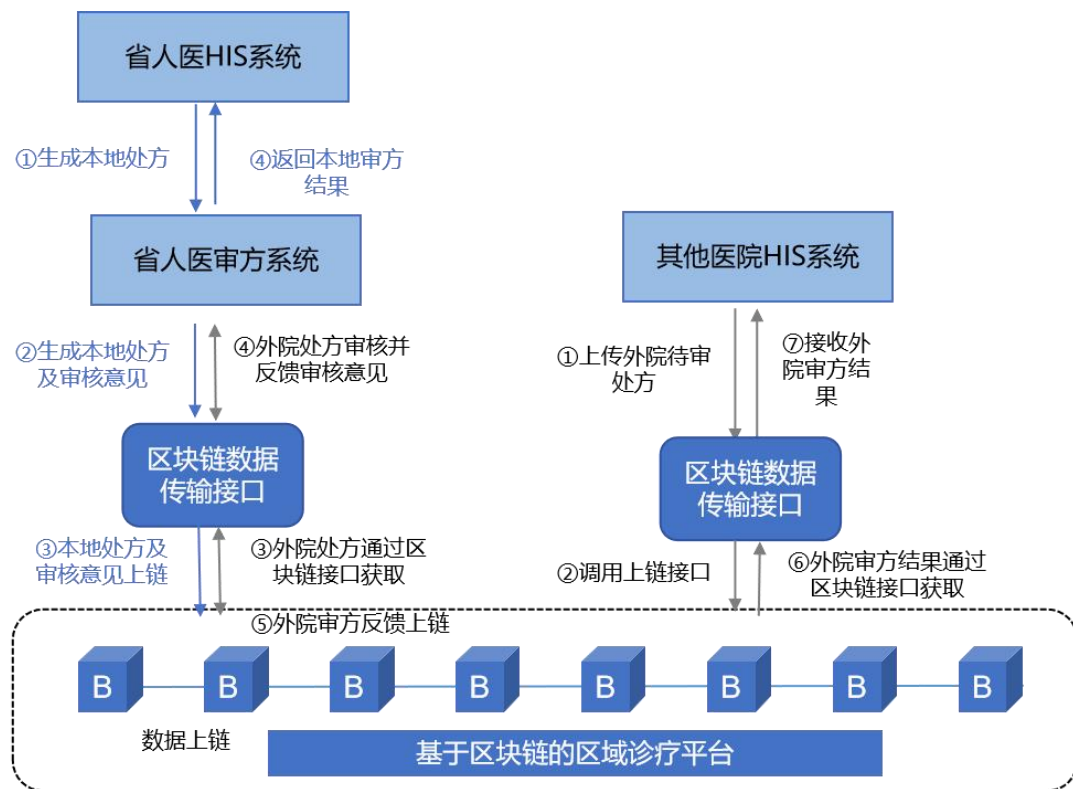 省人医HIS系统
①生成本地处方
④返回本地审方
结果
省人医审方系统
其他医院HIS系统
②生成本地处方
及审核意见
④外院处方审核并
反馈审核意见
①上传外院待审
处方
⑦接收外
院审方结
果
区块链数据
传输接口
区块链数据
传输接口
③本地处方及
审核意见上链
③外院处方通过区
块链接口获取
②调用上链接口
⑥外院审方结果通过
区块链接口获取
⑤外院审方反馈上链
B B B B B B B B
数据上链
基于区块链的区域诊疗平台